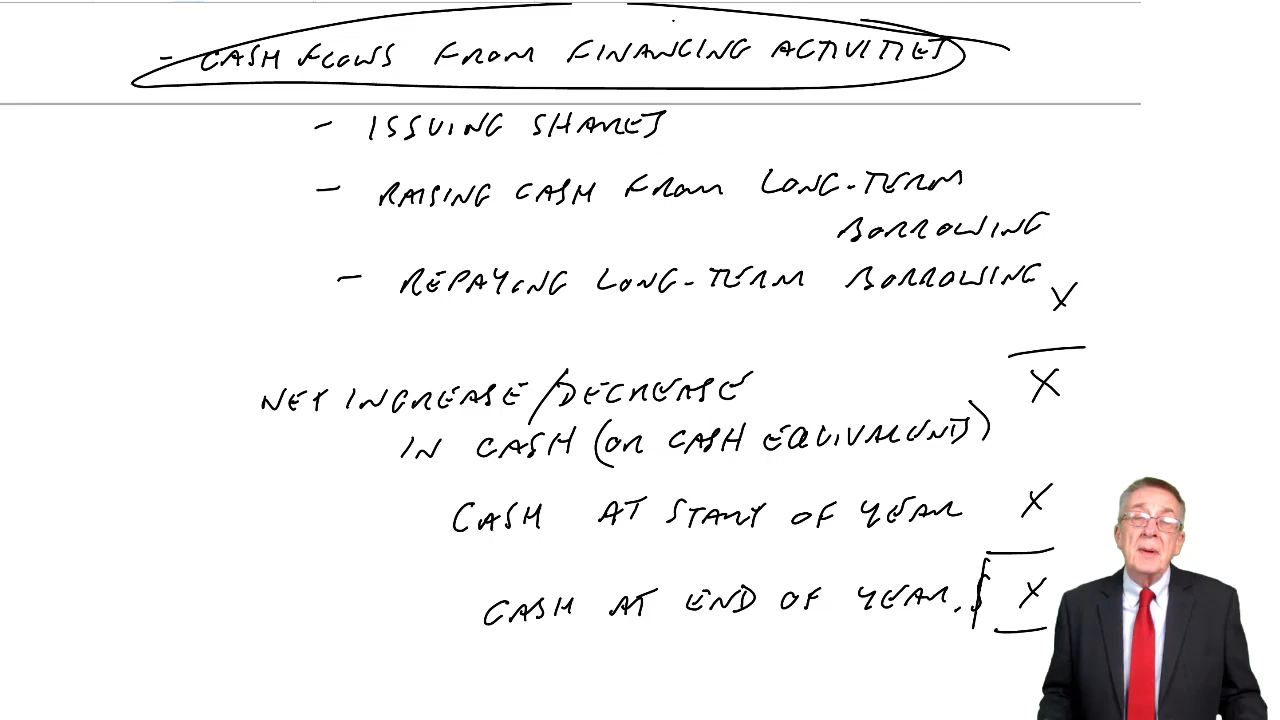 - CASH FLOWS FROM FINANCING ACTIVITIES
- ISSUING SHARES
- RAISING CASH FROM LONG-TERM
BORROWING
- REPAYING LONG-TERM BORROWING X
NET INCREASE/DECREASE X
IN CASH (OR CASH EQUIVALENTS)
CASH AT START OF YEAR X
CASH AT END OF YEAR. $ X